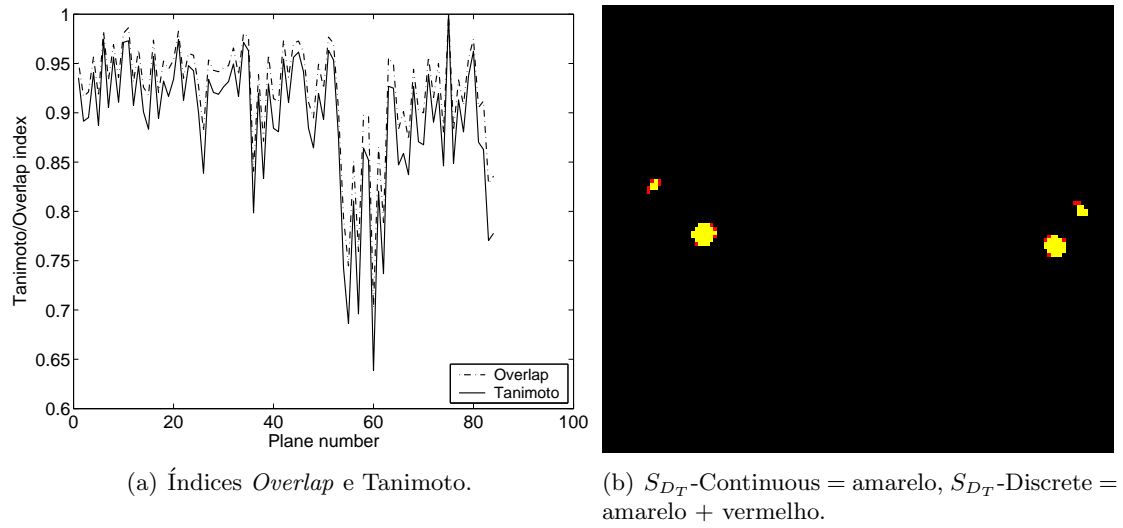 1
0.95
0.9
0.85
0.8
0.75
0.7
0.65
0.6
Tanimoto/Overlap index
Overlap
Tanimoto
0 20 40 60 80 100
Plane number
(a) Índices Overlap e Tanimoto.
(b) S_{D_T}-Continuous = amarelo, S_{D_T}-Discrete =
amarelo + vermelho.